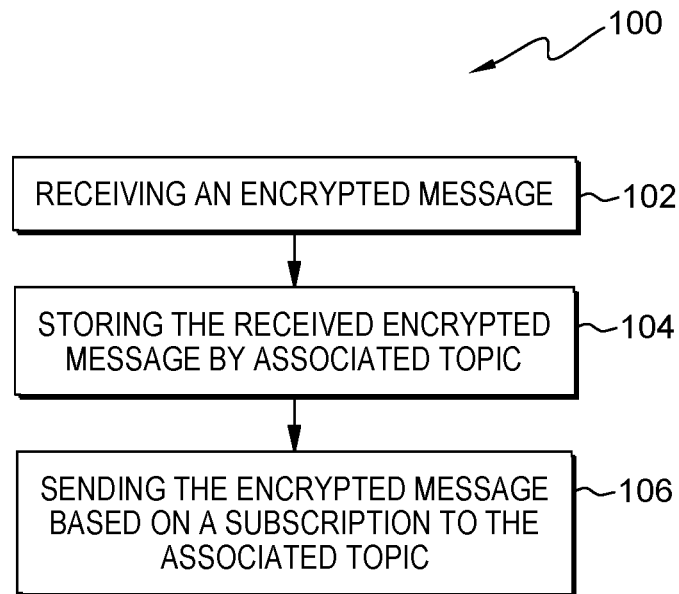 100
RECEIVING AN ENCRYPTED MESSAGE
102
STORING THE RECEIVED ENCRYPTED
MESSAGE BY ASSOCIATED TOPIC
104
SENDING THE ENCRYPTED MESSAGE
BASED ON A SUBSCRIPTION TO THE
ASSOCIATED TOPIC
106